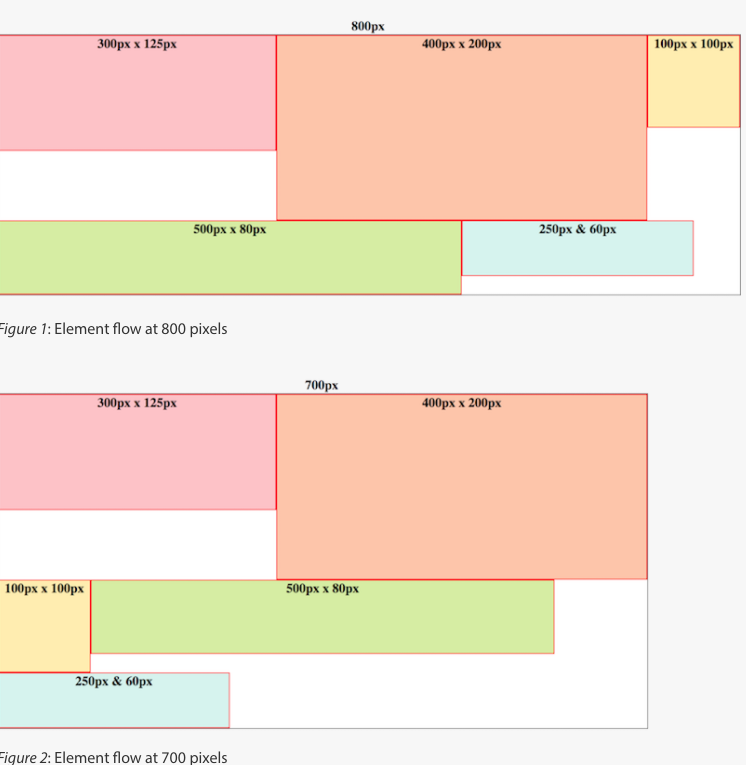 800px
300px x 125px 400px x 200px 100px x 100px
500px x 80px 250px & 60px
Figure 1: Element flow at 800 pixels
700px
300px x 125px 400px x 200px
100px x 100px 500px x 80px
250px & 60px
Figure 2: Element flow at 700 pixels